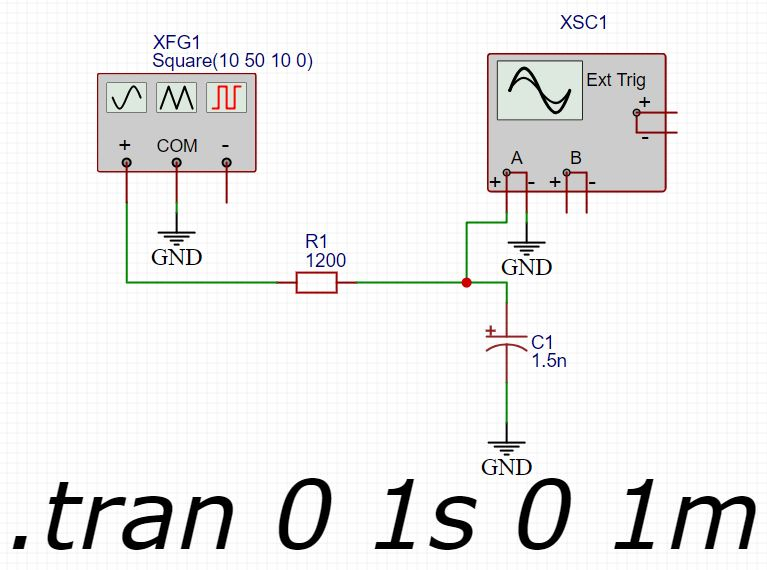 XFG1
Square(10 50 10 0)
+ COM -
GND
XSC1
Ext Trig
+
-
A B
+ - + -
GND
R1
1200
+
C1
1.5n
GND
.tran 0 1s 0 1m